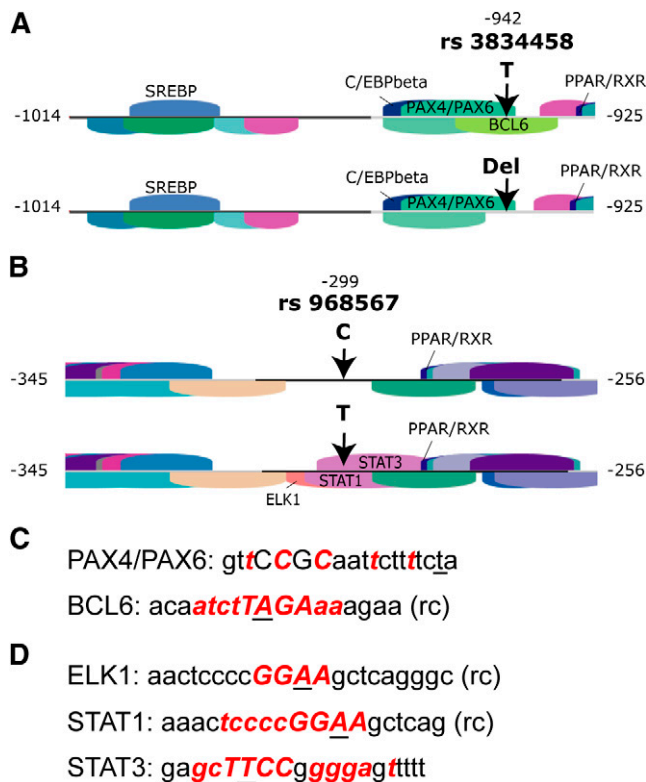 A
-942
rs 3834458
T
SREBP
C/EBPbeta
PAX4/PAX6
PPAR/RXR
-1014
-925
BCL6
Del
SREBP
C/EBPbeta
PAX4/PAX6
PPAR/RXR
-1014
-925
B
-299
rs 968567
C
PPAR/RXR
-345
-256
T
PPAR/RXR
STAT3
-345
-256
STAT1
ELK1
C
PAX4/PAX6: gttCCGCaattcttttcta
BCL6: acaatctTAGAaaagaa (rc)
D
ELK1: aactccccGGAAgctcagggc (rc)
STAT1: aaactccccGGAAgctcag (rc)
STAT3: gagcTTCCggggagttttt